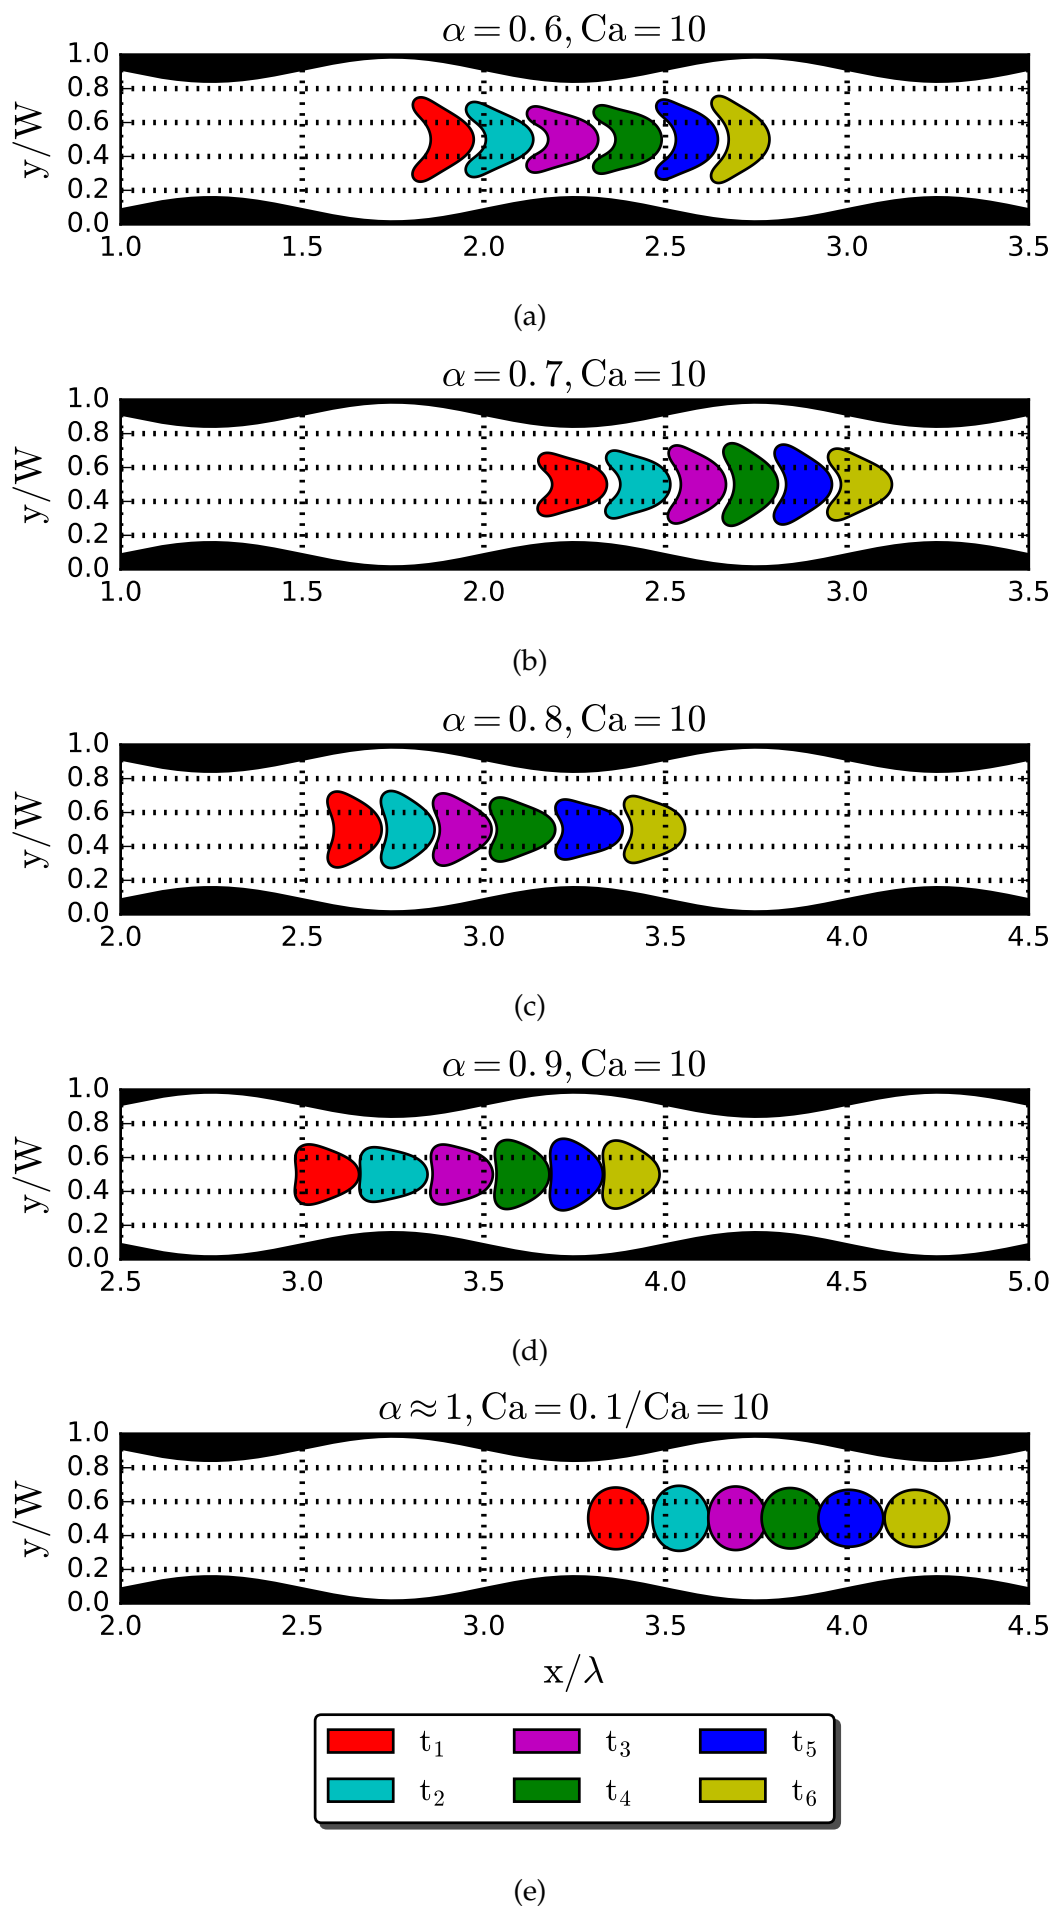 α = 0.6, Ca = 10
y/W
1.0
0.8
0.6
0.4
0.2
0.0
1.0 1.5 2.0 2.5 3.0 3.5
(a)
α = 0.7, Ca = 10
y/W
1.0
0.8
0.6
0.4
0.2
0.0
1.0 1.5 2.0 2.5 3.0 3.5
(b)
α = 0.8, Ca = 10
y/W
1.0
0.8
0.6
0.4
0.2
0.0
2.0 2.5 3.0 3.5 4.0 4.5
(c)
α = 0.9, Ca = 10
y/W
1.0
0.8
0.6
0.4
0.2
0.0
2.5 3.0 3.5 4.0 4.5 5.0
(d)
α ≈ 1, Ca = 0.1/Ca = 10
y/W
1.0
0.8
0.6
0.4
0.2
0.0
2.0 2.5 3.0 3.5 4.0 4.5
x/λ
t₁ t₃ t₅
t₂ t₄ t₆
(e)